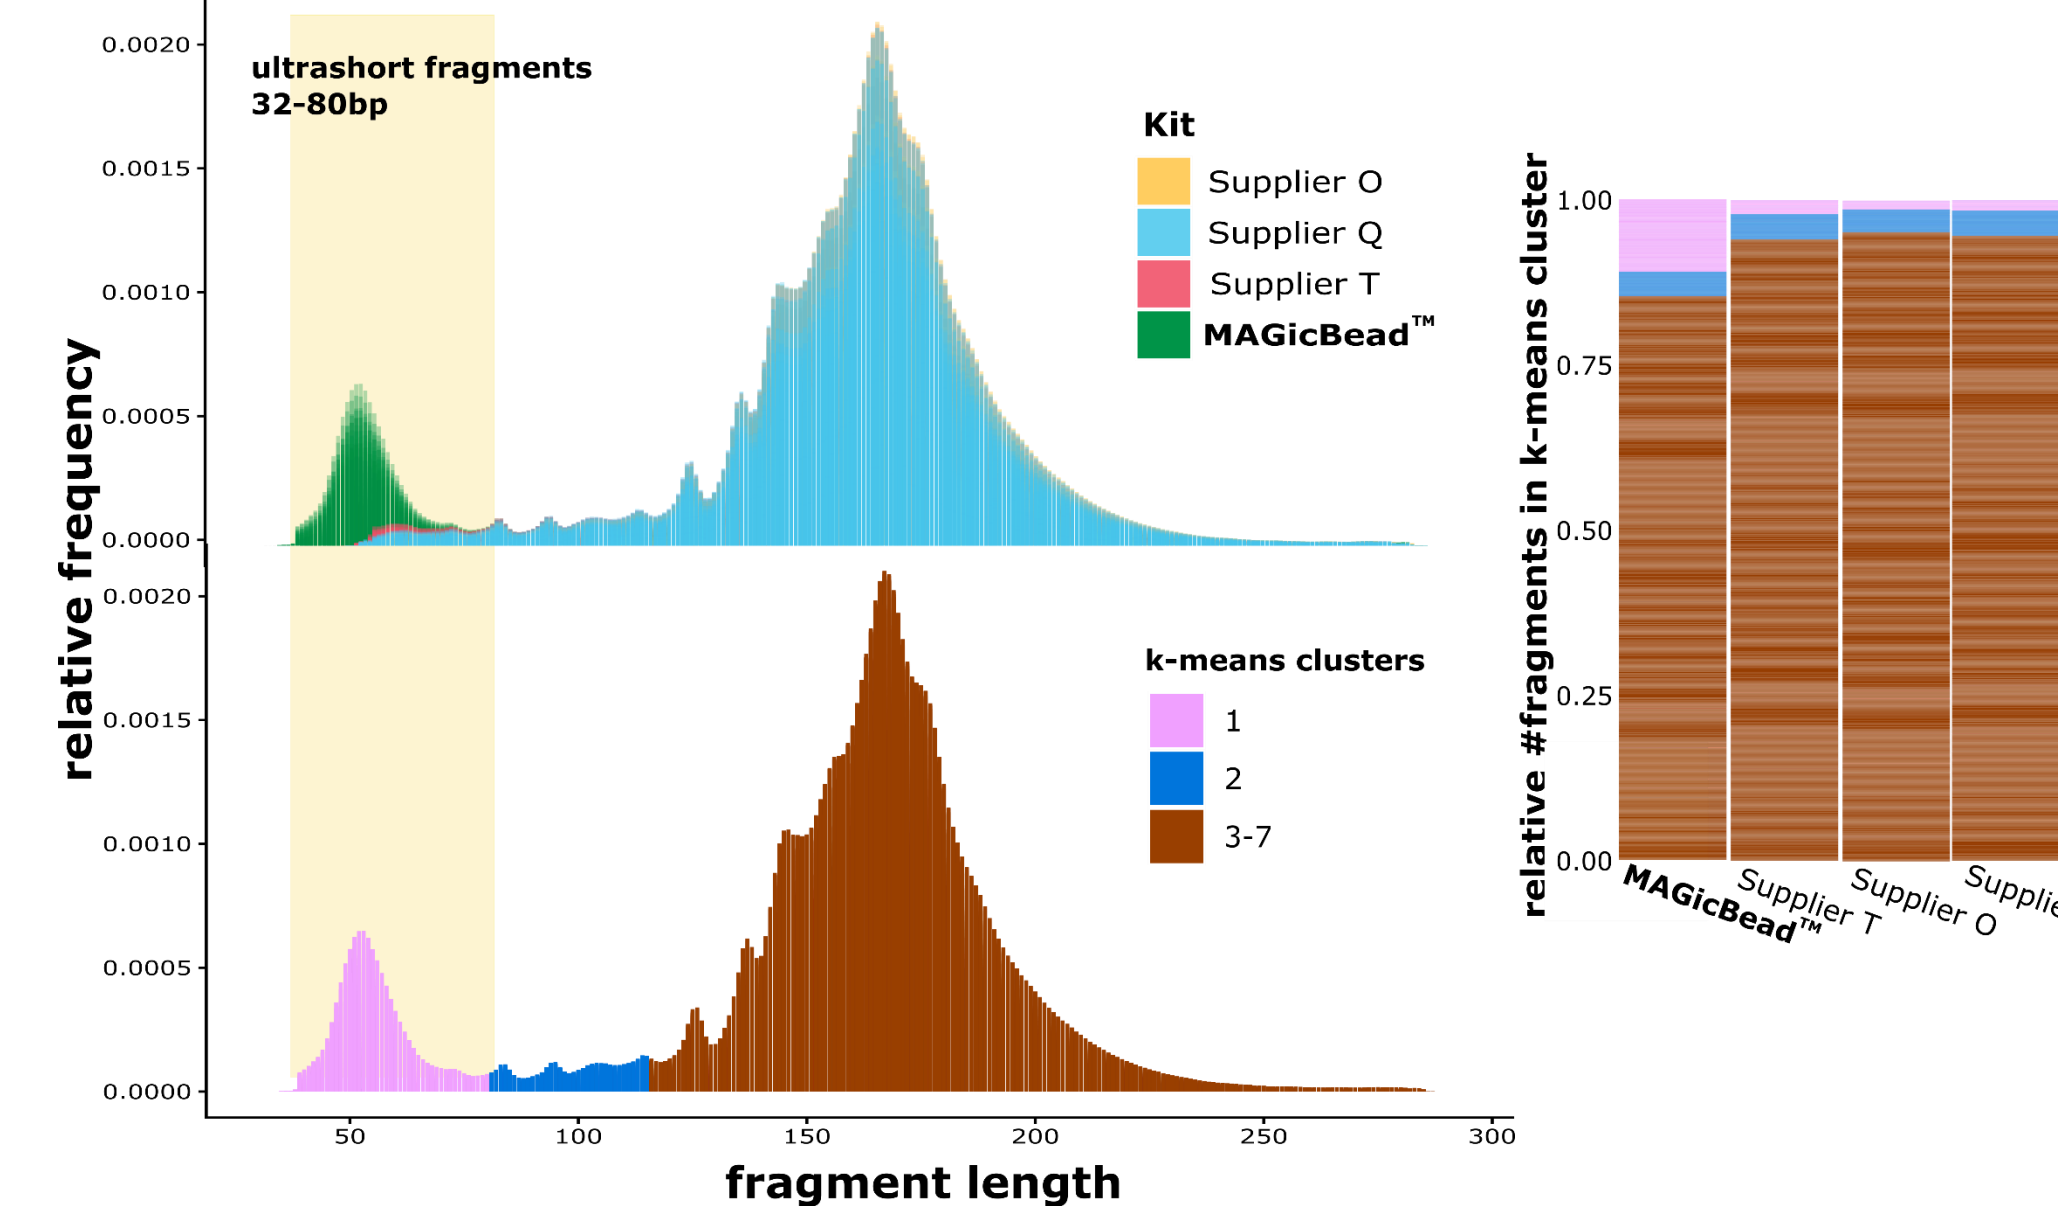 0.0020
0.0015
0.0010
0.0005
0.0000
ultrashort fragments
32-80bp
Kit
Supplier O
Supplier Q
Supplier T
MAGicBead™
relative frequency
0.0020
0.0015
0.0010
0.0005
0.0000
k-means clusters
1
2
3-7
50
100
150
200
250
300
fragment length
relative #fragments in k-means cluster
1.00
0.75
0.50
0.25
0.00
MAGicBead™
Supplier T
Supplier O